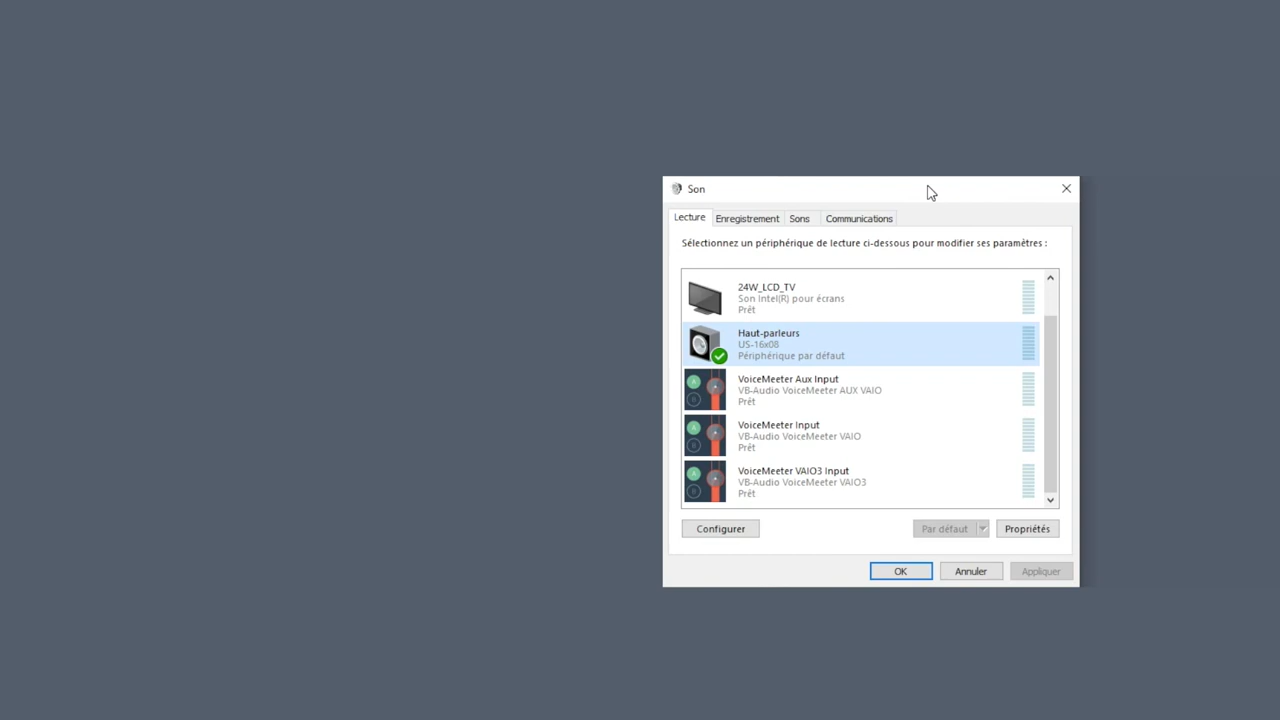 Son
Lecture
Enregistrement
Sons
Communications
Sélectionnez un périphérique de lecture ci-dessous pour modifier ses paramètres :
24W_LCD_TV
Son Intel(R) pour écrans
Prêt
Haut-parleurs
US-16x08
Périphérique par défaut
VoiceMeeter Aux Input
VB-Audio VoiceMeeter AUX VAIO
Prêt
VoiceMeeter Input
VB-Audio VoiceMeeter VAIO
Prêt
VoiceMeeter VAIO3 Input
VB-Audio VoiceMeeter VAIO3
Prêt
Configurer
Par défaut
Propriétés
OK
Annuler
Appliquer